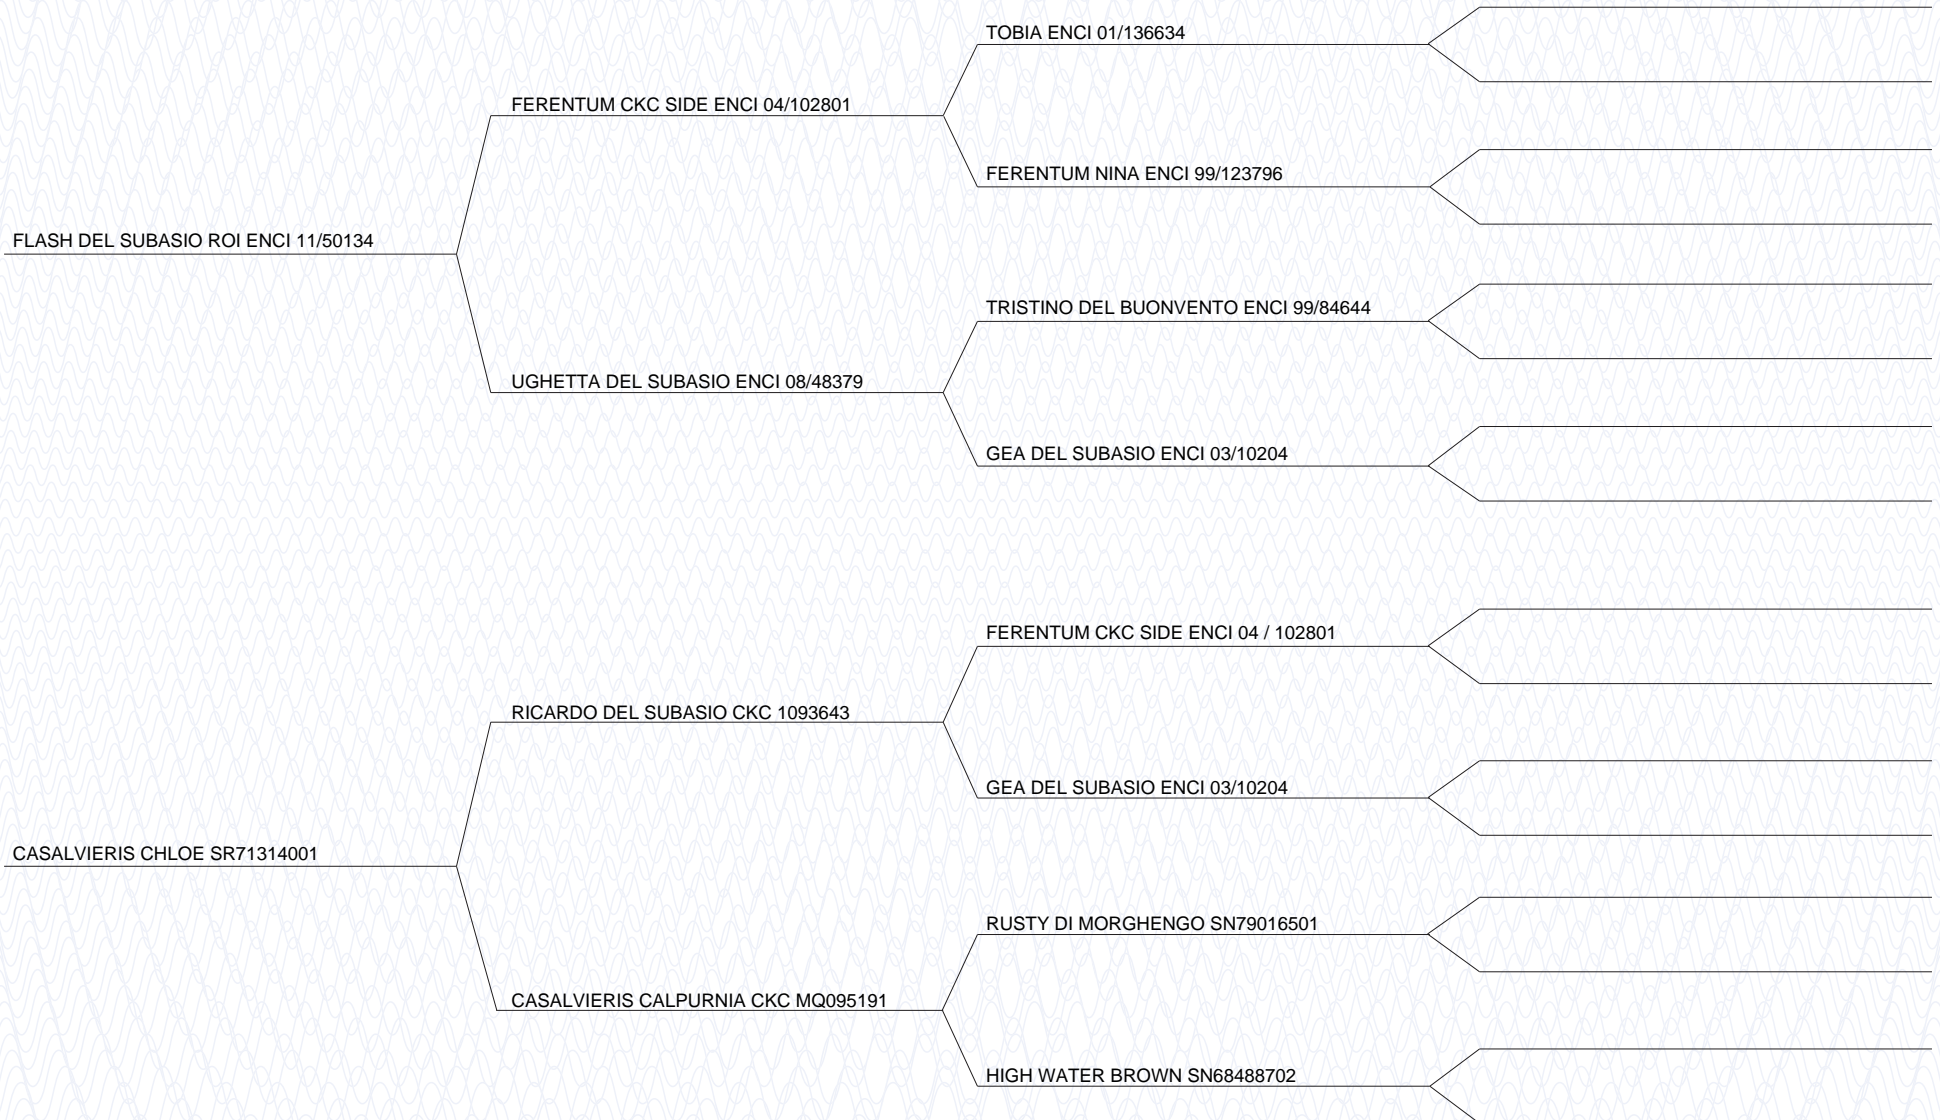 TOBIA ENCI 01/136634
FERENTUM CKC SIDE ENCI 04/102801
FERENTUM NINA ENCI 99/123796
FLASH DEL SUBASIO ROI ENCI 11/50134
TRISTINO DEL BUONVENTO ENCI 99/84644
UGHETTA DEL SUBASIO ENCI 08/48379
GEA DEL SUBASIO ENCI 03/10204
FERENTUM CKC SIDE ENCI 04 / 102801
RICARDO DEL SUBASIO CKC 1093643
GEA DEL SUBASIO ENCI 03/10204
CASALVIERIS CHLOE SR71314001
RUSTY DI MORGHENGO SN79016501
CASALVIERIS CALPURNIA CKC MQ095191
HIGH WATER BROWN SN68488702